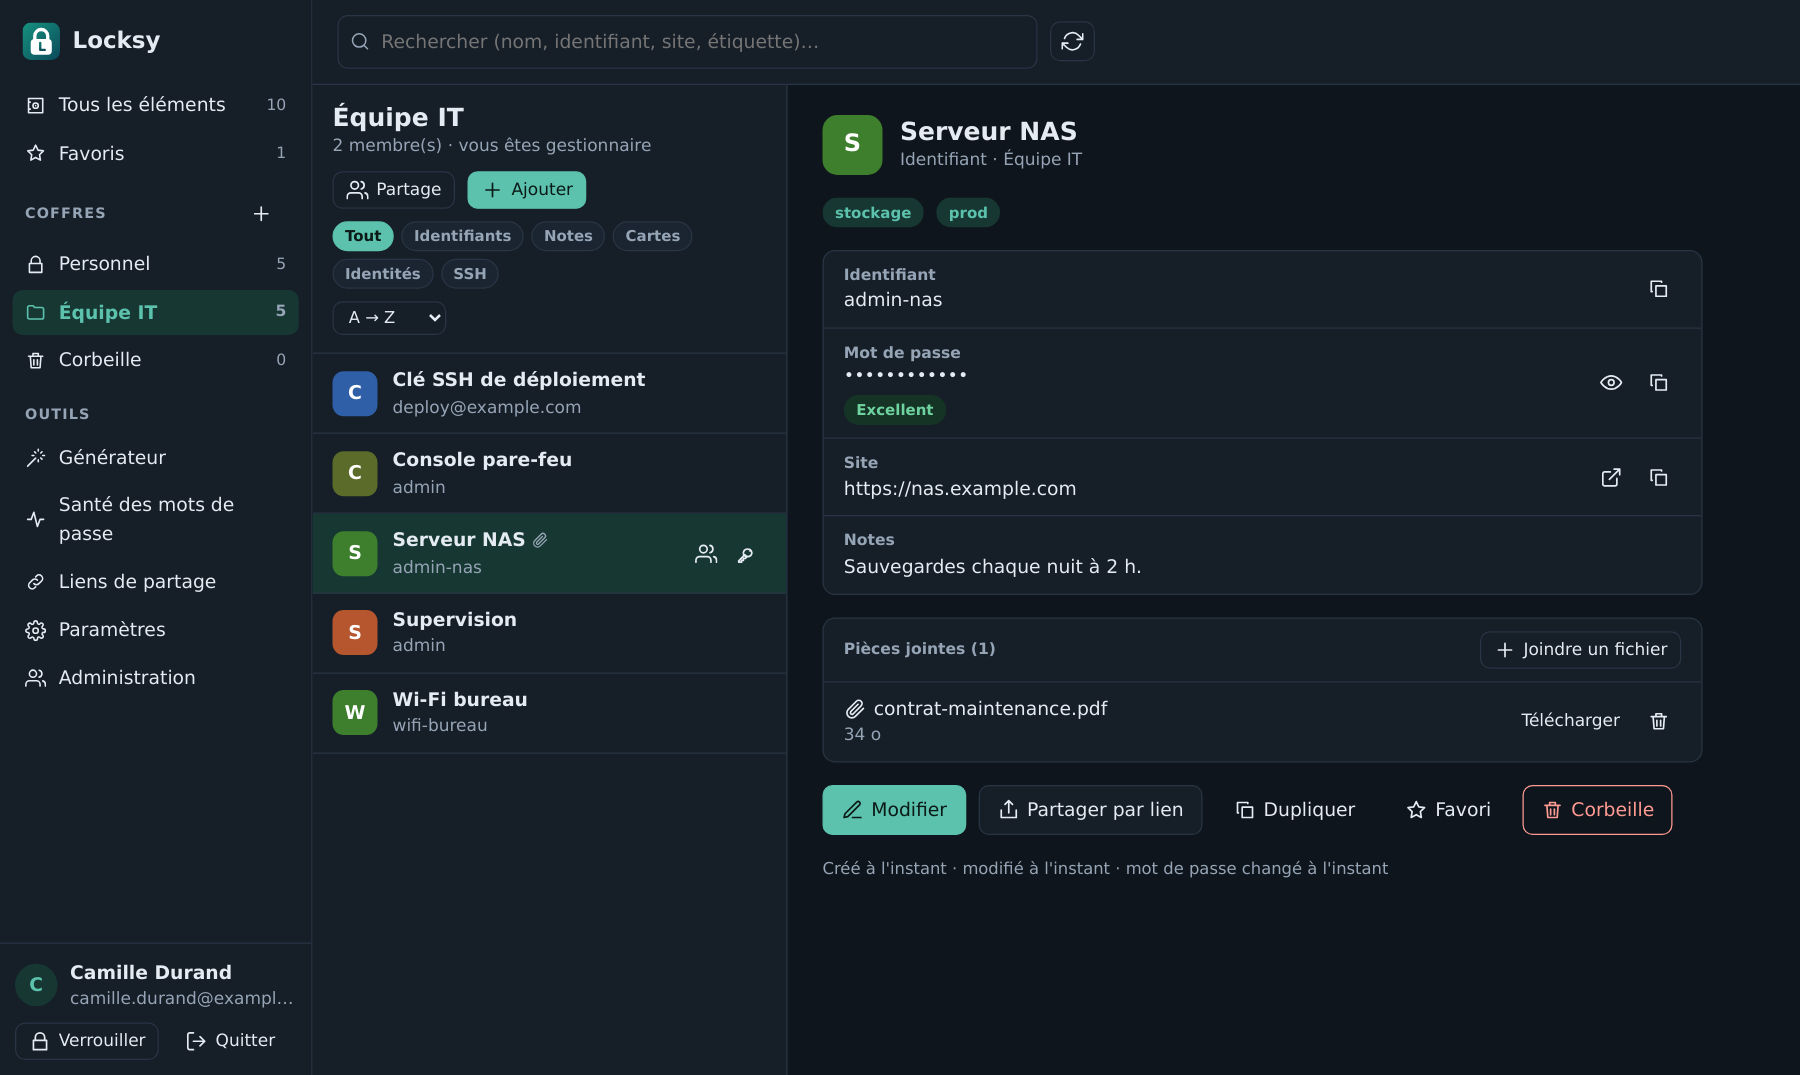 Locksy
Rechercher (nom, identifiant, site, étiquette)…
Tous les éléments 10
Favoris 1
COFFRES
Personnel 5
Équipe IT 5
Corbeille 0
OUTILS
Générateur
Santé des mots de
passe
Liens de partage
Paramètres
Administration
Camille Durand
camille.durand@exampl…
Verrouiller Quitter
Équipe IT
2 membre(s) · vous êtes gestionnaire
Partage Ajouter
Tout Identifiants Notes Cartes
Identités SSH
A → Z
C Clé SSH de déploiement
deploy@example.com
C Console pare-feu
admin
S Serveur NAS
admin-nas
S Supervision
admin
W Wi-Fi bureau
wifi-bureau
S Serveur NAS
Identifiant · Équipe IT
stockage prod
Identifiant
admin-nas
Mot de passe
••••••••••••
Excellent
Site
https://nas.example.com
Notes
Sauvegardes chaque nuit à 2 h.
Pièces jointes (1) Joindre un fichier
contrat-maintenance.pdf
34 o
Télécharger
Modifier Partager par lien Dupliquer Favori Corbeille
Créé à l'instant · modifié à l'instant · mot de passe changé à l'instant
C